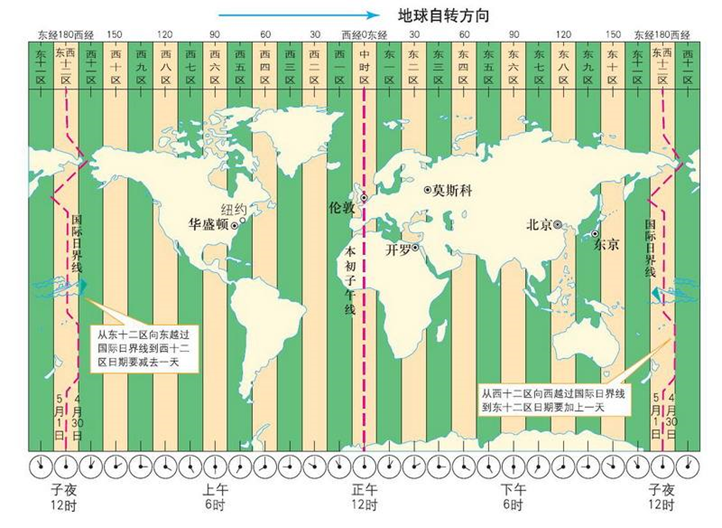 地球自转方向
东经180西经 150 120 90 60 30 西经0东经 30 60 90 120 150 东经180西经
东十一区 东西十二区 西十一区 西十区 西九区 西八区 西七区 西六区 西五区 西四区 西三区 西二区 西一区 中时区 东一区 东二区 东三区 东四区 东五区 东六区 东七区 东八区 东九区 东十区 东十一区 东西十二区 西十一区
莫斯科
纽约
伦敦
华盛顿
北京
开罗
东京
国际日界线
本初子午线
国际日界线
从东十二区向东越过
国际日界线到西十二
区日期要减去一天
从西十二区向西越过国际日界线
到东十二区日期要加上一天
5月1日
4月30日
5月1日
4月30日
子夜 上午 正午 下午 子夜
12时 6时 12时 6时 12时